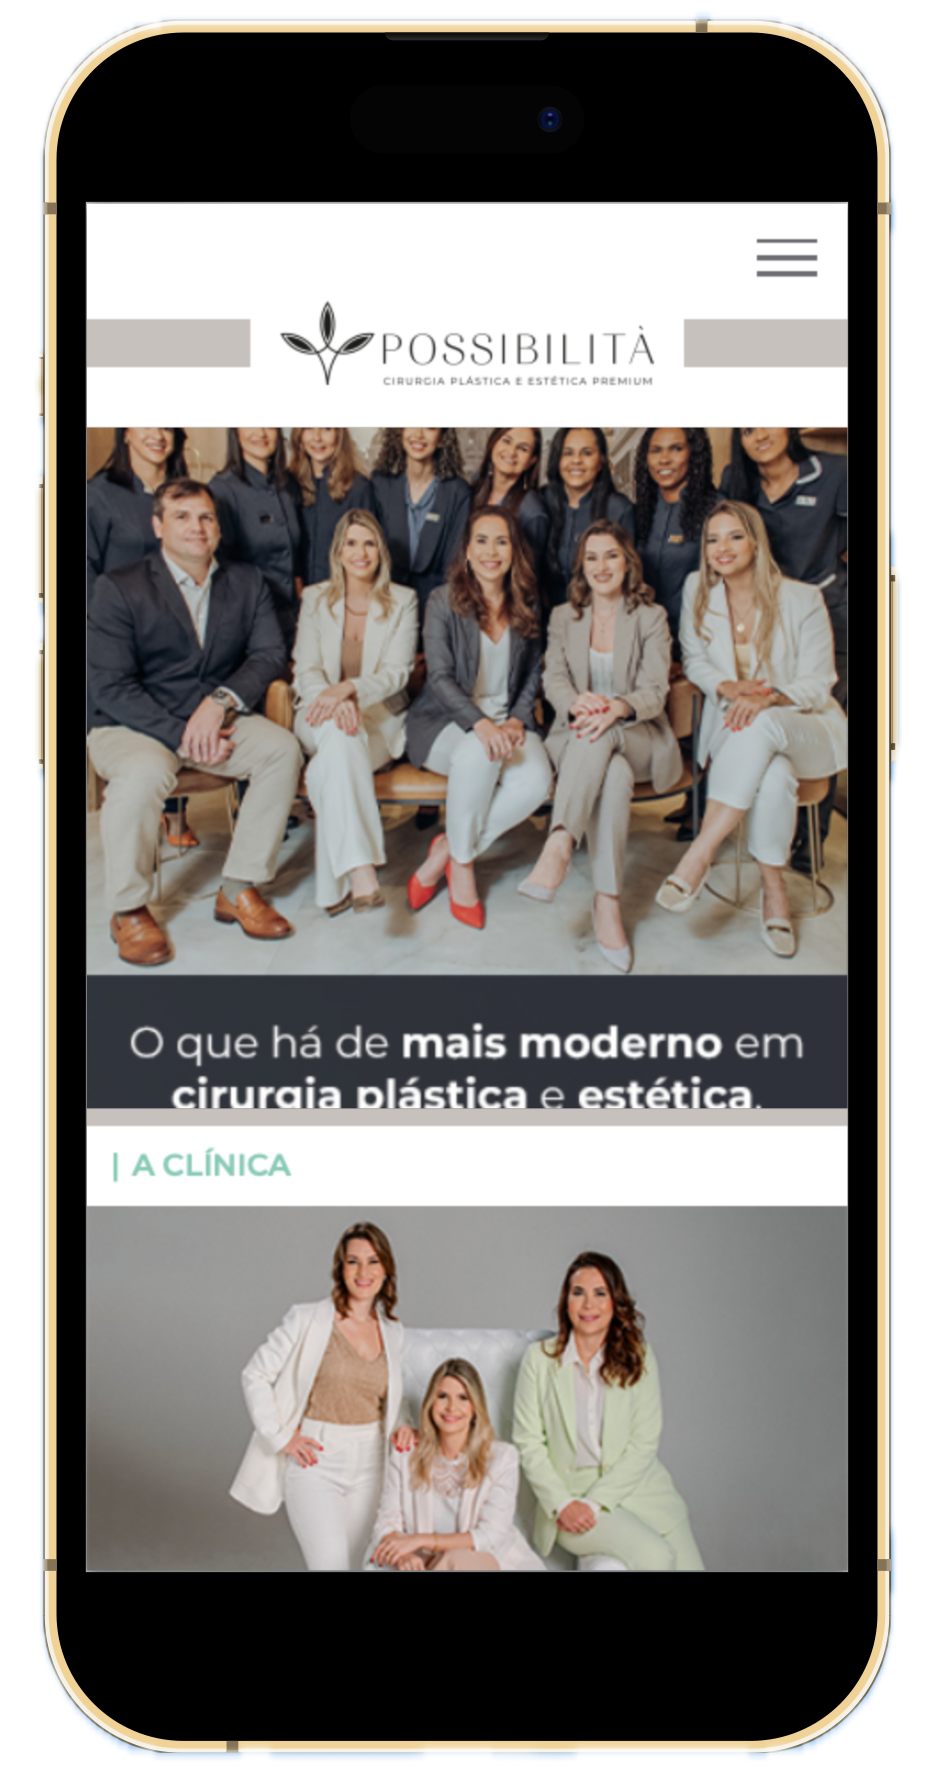 POSSIBILITÀ
CIRURGIA PLÁSTICA E ESTÉTICA PREMIUM
O que há de mais moderno em
cirurgia plástica e estética.
| A CLÍNICA